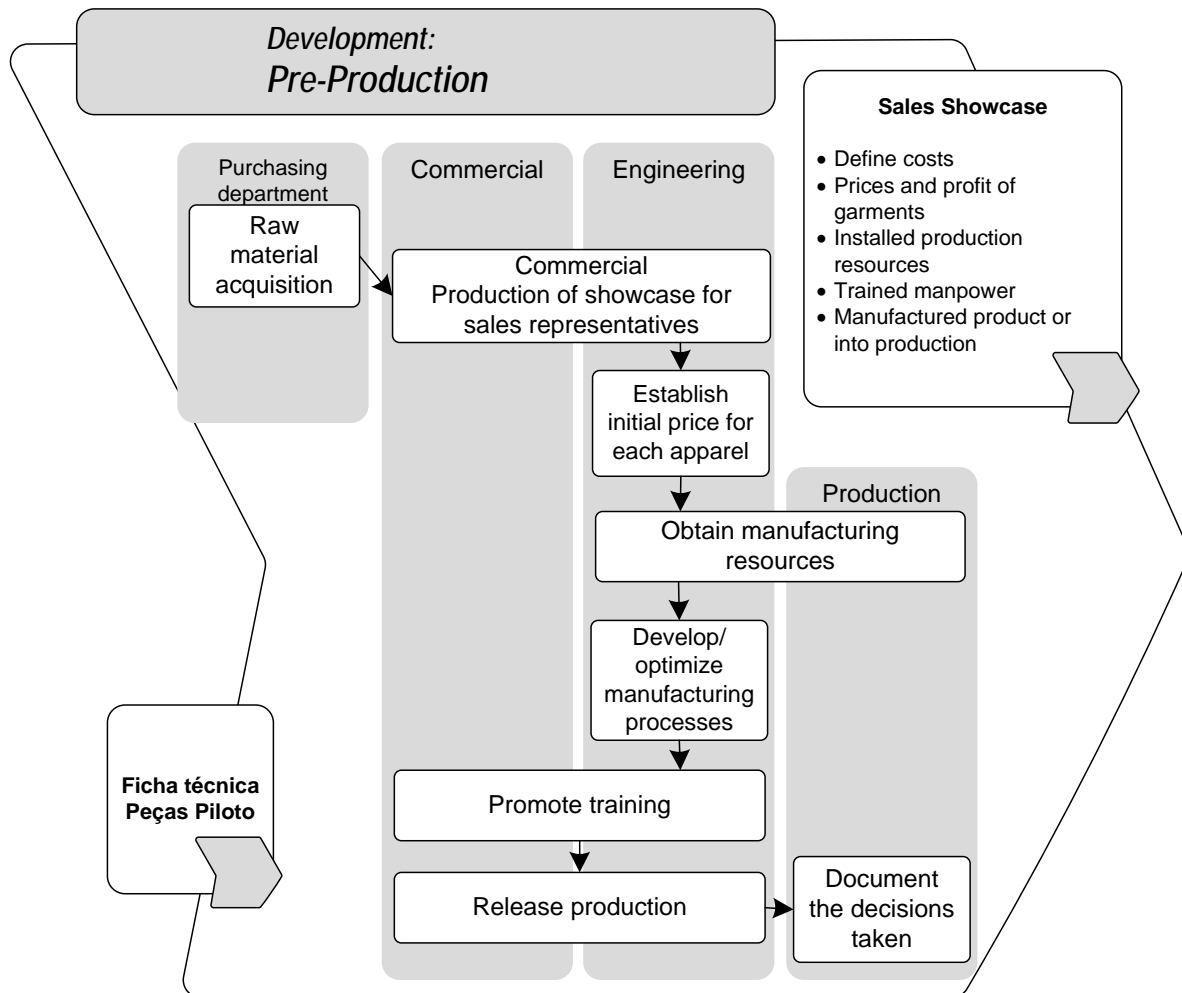 Development:
Pre-Production
Sales Showcase
• Define costs
• Prices and profit of
garments
• Installed production
resources
• Trained manpower
• Manufactured product or
into production
Purchasing
department
Commercial
Engineering
Raw
material
acquisition
Commercial
Production of showcase for
sales representatives
Establish
initial price for
each apparel
Production
Obtain manufacturing
resources
Develop/
optimize
manufacturing
processes
Ficha técnica
Peças Piloto
Promote training
Release production
Document
the decisions
taken